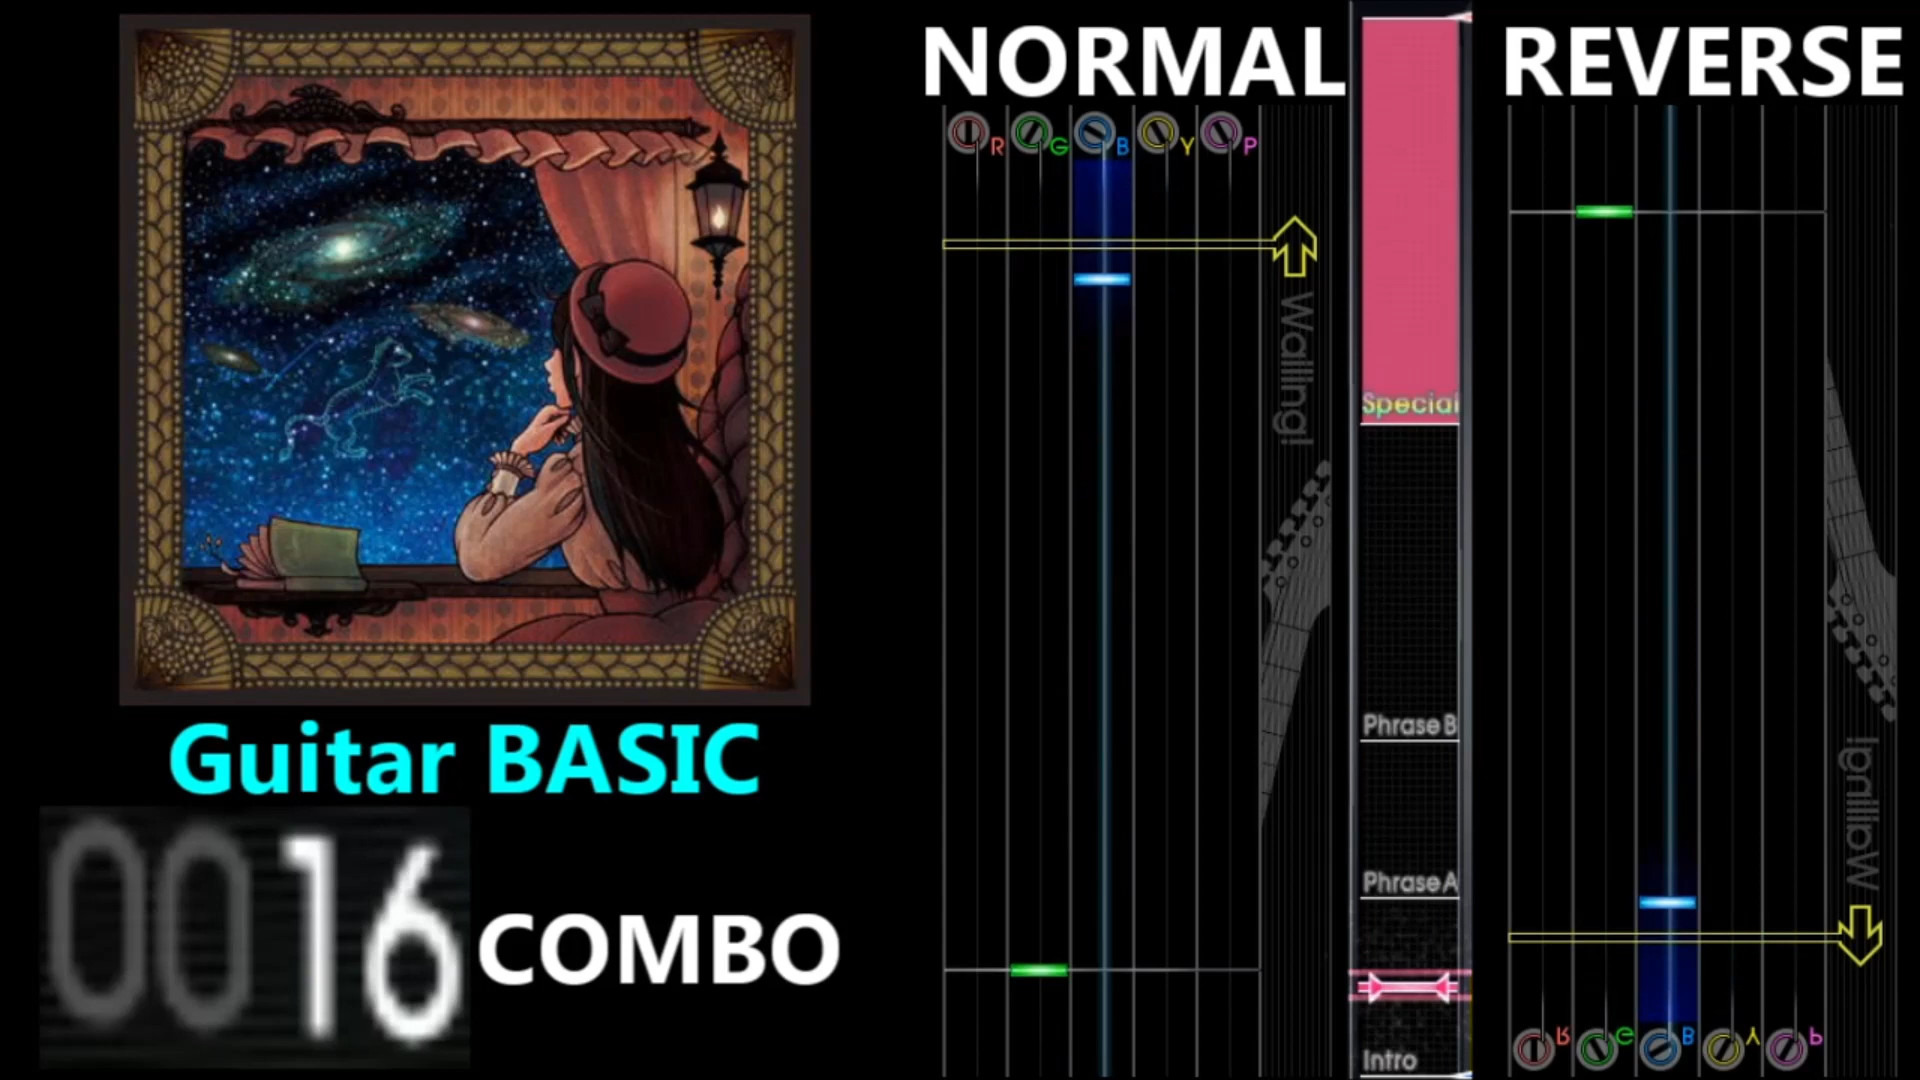 NORMAL
REVERSE
R G B Y P
Wailing!
Special
Phrase B
Phrase A
Intro
Guitar BASIC
0016 COMBO
Wailing!
R G B Y P